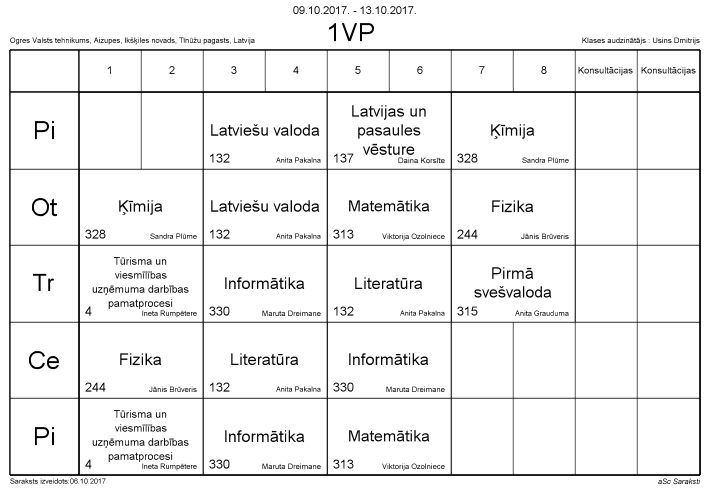 09.10.2017. - 13.10.2017.
1VP
Ogres Valsts tehnikums, Aizupes, Ikšķiles novads, Tīnūžu pagasts, Latvija
Klases audzinātājs : Usins Dmitrijs
1 2 3 4 5 6 7 8 Konsultācijas Konsultācijas
Pi
Latviešu valoda
132 Anita Pakalna
Latvijas un
pasaules
vēsture
137 Daina Korsīte
Ķīmija
328 Sandra Plūme
Ot
Ķīmija
328 Sandra Plūme
Latviešu valoda
132 Anita Pakalna
Matemātika
313 Viktorija Ozolniece
Fizika
244 Jānis Brūveris
Tr
Tūrisma un
viesmīlības
uzņēmuma darbības
pamatprocesi
4 Ineta Rumpētere
Informātika
330 Maruta Dreimane
Literatūra
132 Anita Pakalna
Pirmā
svešvaloda
315 Anita Grauduma
Ce
Fizika
244 Jānis Brūveris
Literatūra
132 Anita Pakalna
Informātika
330 Maruta Dreimane
Pi
Tūrisma un
viesmīlības
uzņēmuma darbības
pamatprocesi
4 Ineta Rumpētere
Informātika
330 Maruta Dreimane
Matemātika
313 Viktorija Ozolniece
Saraksts izveidots:06.10.2017
aSc Saraksti